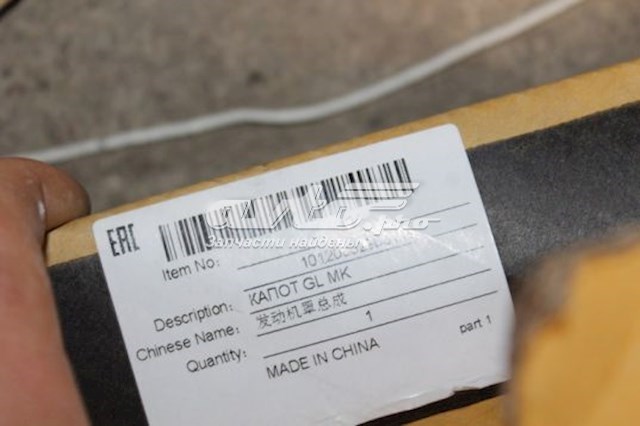 EAC
Запчасти найдены
pro
Item No:
Description: КАПОТ GL MK
Chinese Name: 发动机罩总成
Quantity: 1
MADE IN CHINA
part 1